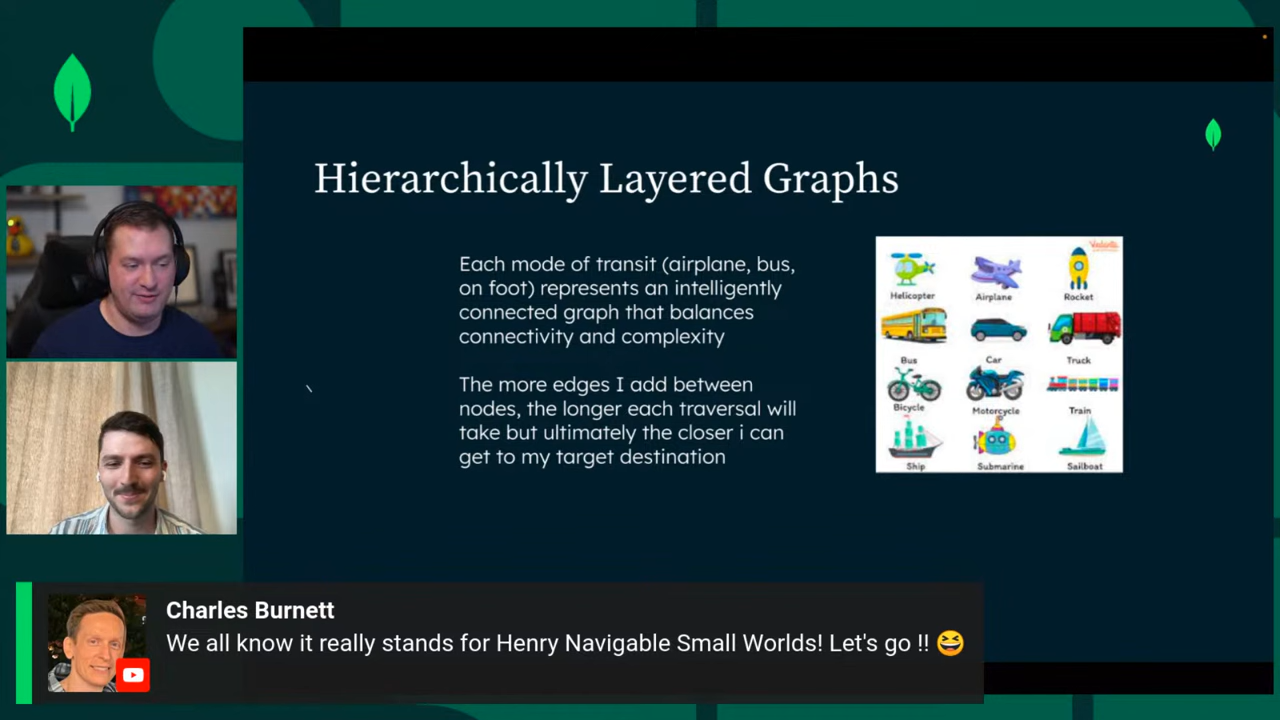 Hierarchically Layered Graphs
Each mode of transit (airplane, bus,
on foot) represents an intelligently
connected graph that balances
connectivity and complexity
The more edges I add between
nodes, the longer each traversal will
take but ultimately the closer i can
get to my target destination
Vedantu
Helicopter Airplane Rocket
Bus Car Truck
Bicycle Motorcycle Train
Ship Submarine Sailboat
Charles Burnett
We all know it really stands for Henry Navigable Small Worlds! Let's go !! 😆